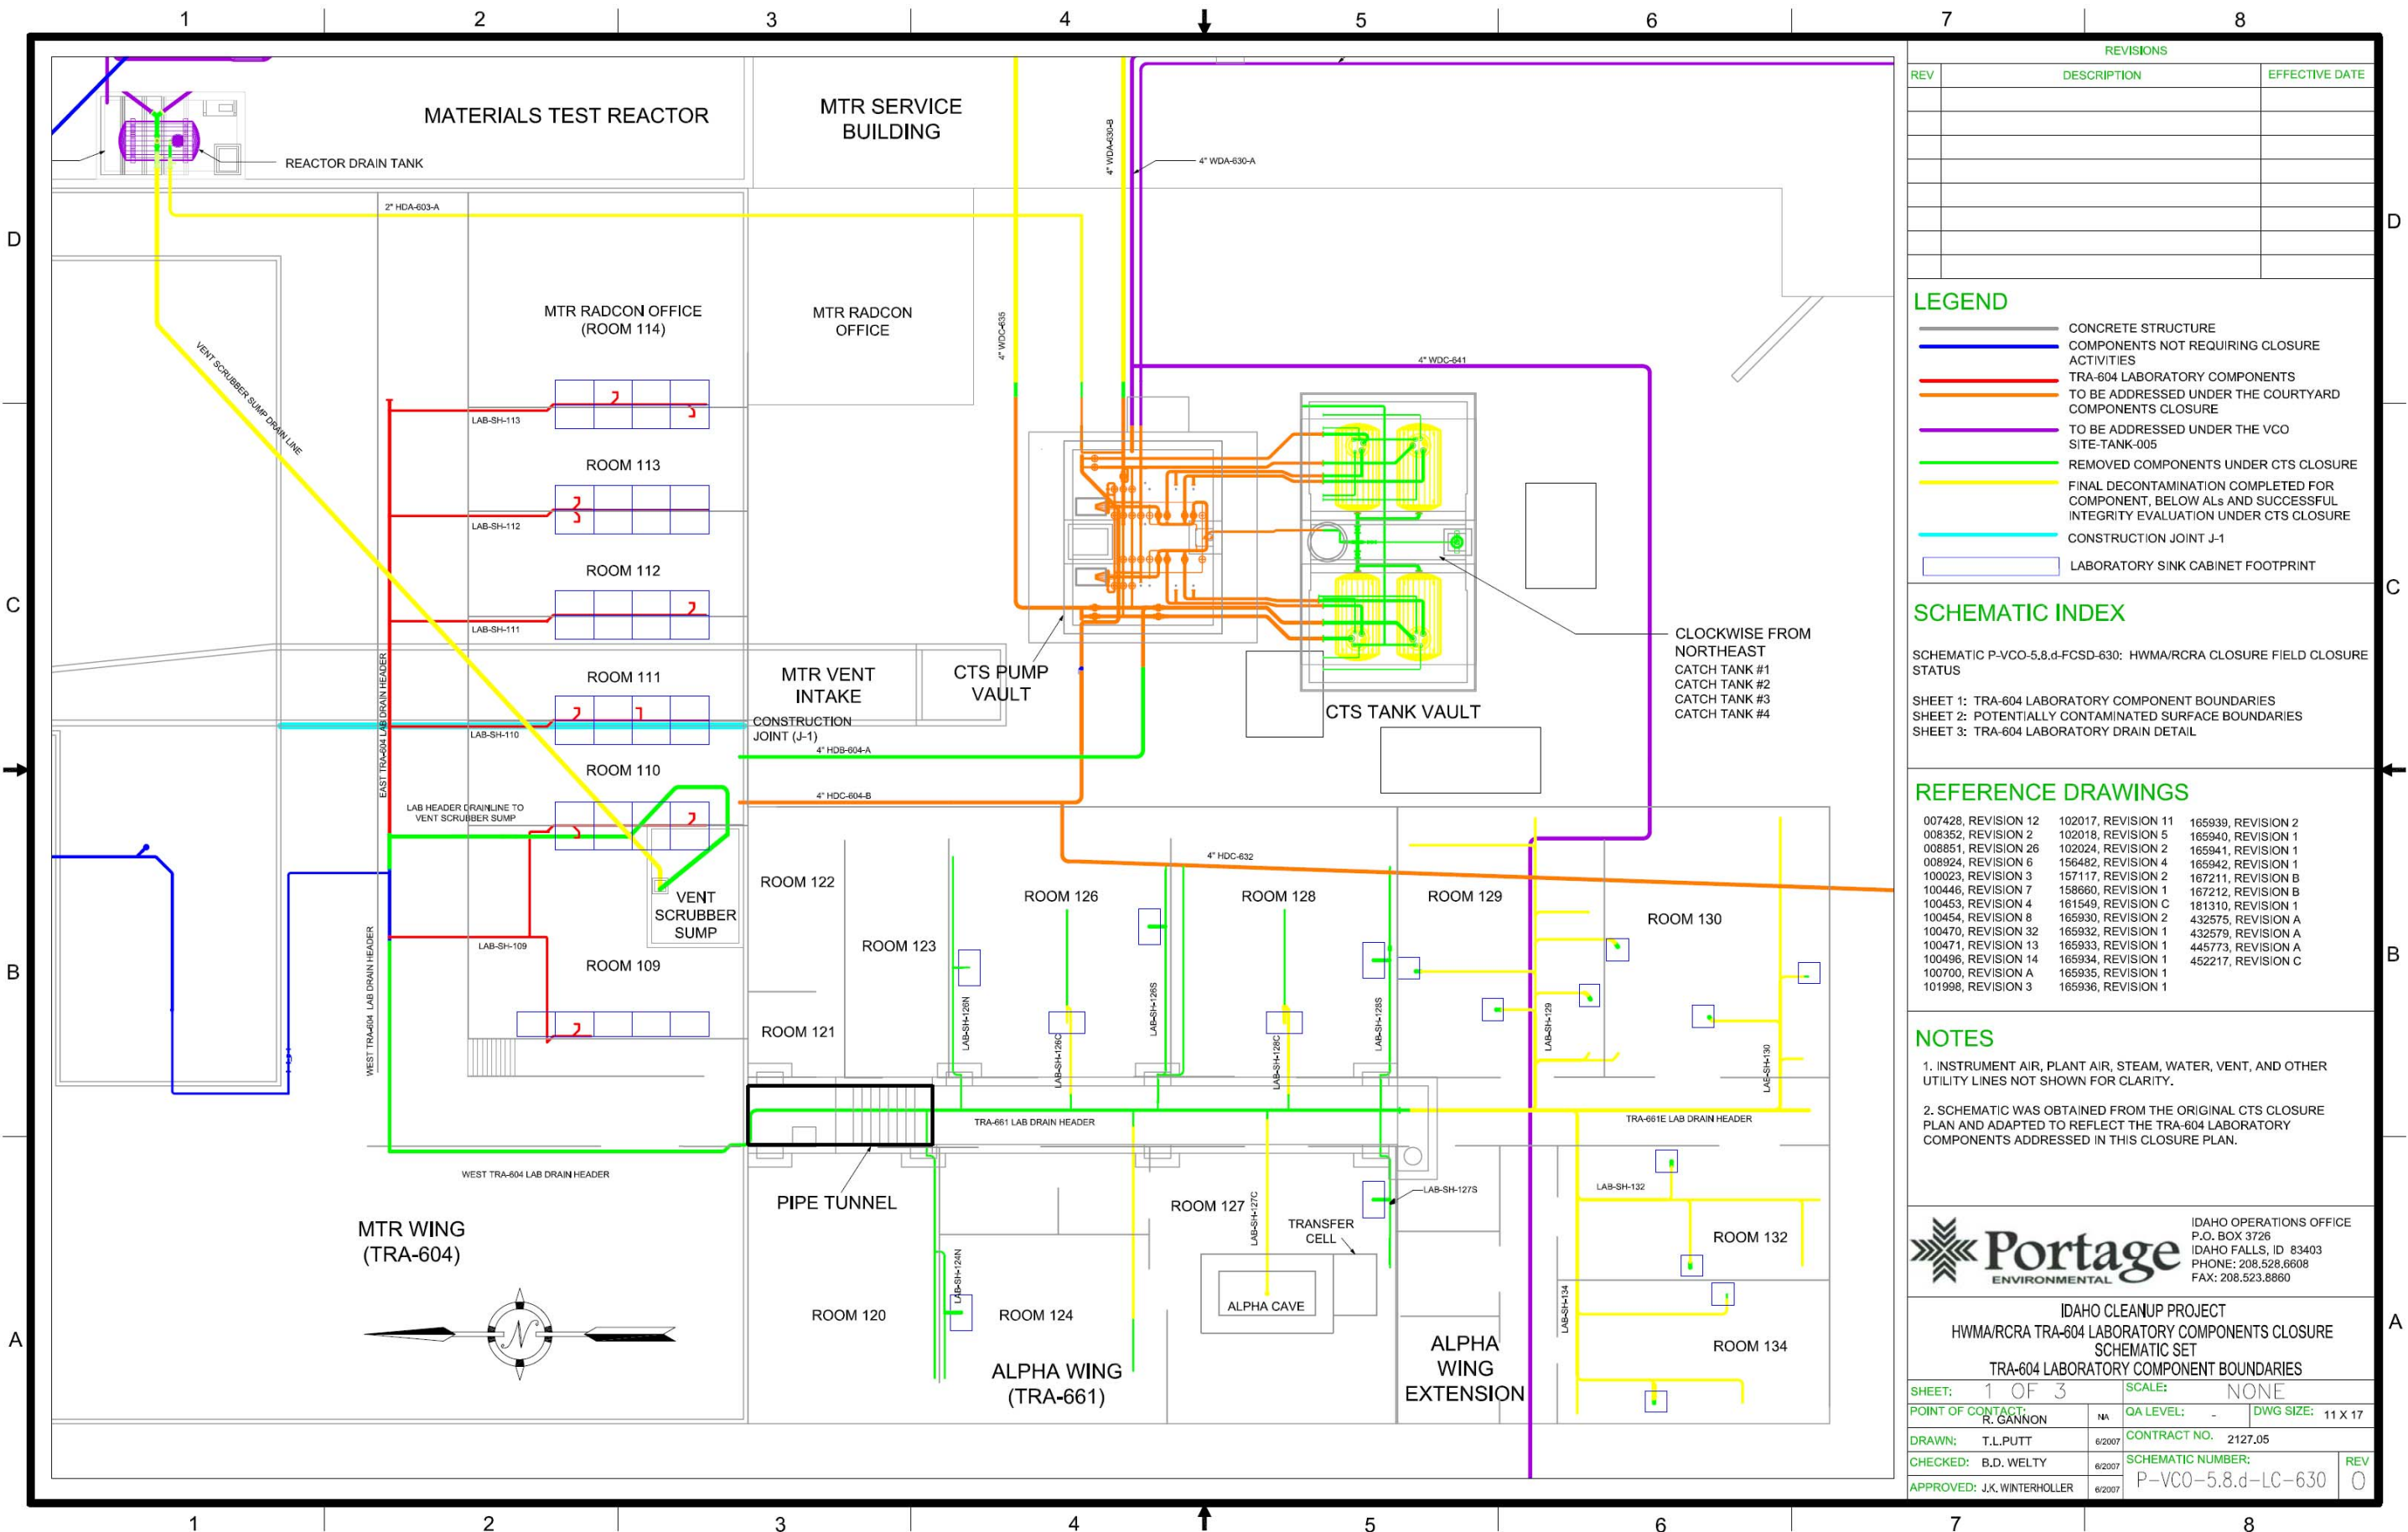 1 2 3 4 5 6 7 8
D
C
B
A
MATERIALS TEST REACTOR
MTR SERVICE
BUILDING
REACTOR DRAIN TANK
4" WDA-630-B
4" WDA-630-A
2" HDA-603-A
MTR RADCON OFFICE
(ROOM 114)
MTR RADCON
OFFICE
4" WDC-635
4" WDC-641
VENT SCRUBBER SUMP DRAIN LINE
LAB-SH-113
ROOM 113
LAB-SH-112
ROOM 112
LAB-SH-111
ROOM 111
LAB-SH-110
ROOM 110
EAST TRA-604 LAB DRAIN HEADER
MTR VENT
INTAKE
CTS PUMP
VAULT
CONSTRUCTION
JOINT (J-1)
CTS TANK VAULT
CLOCKWISE FROM
NORTHEAST
CATCH TANK #1
CATCH TANK #2
CATCH TANK #3
CATCH TANK #4
4" HDB-604-A
4" HDC-604-B
4" HDC-632
LAB HEADER DRAINLINE TO
VENT SCRUBBER SUMP
VENT
SCRUBBER
SUMP
LAB-SH-109
ROOM 109
WEST TRA-604 LAB DRAIN HEADER
ROOM 122
ROOM 123
ROOM 121
ROOM 126
ROOM 128
ROOM 129
ROOM 130
LAB-SH-126N
LAB-SH-126C
LAB-SH-126S
LAB-SH-128C
LAB-SH-128S
LAB-SH-129
LAB-SH-130
TRA-661 LAB DRAIN HEADER
TRA-661E LAB DRAIN HEADER
WEST TRA-604 LAB DRAIN HEADER
PIPE TUNNEL
MTR WING
(TRA-604)
N
ROOM 120
LAB-SH-124N
ROOM 124
ALPHA WING
(TRA-661)
ROOM 127
LAB-SH-127C
LAB-SH-127S
TRANSFER
CELL
ALPHA CAVE
ALPHA
WING
EXTENSION
LAB-SH-132
ROOM 132
LAB-SH-134
ROOM 134
REVISIONS
REV DESCRIPTION EFFECTIVE DATE
LEGEND
CONCRETE STRUCTURE
COMPONENTS NOT REQUIRING CLOSURE
ACTIVITIES
TRA-604 LABORATORY COMPONENTS
TO BE ADDRESSED UNDER THE COURTYARD
COMPONENTS CLOSURE
TO BE ADDRESSED UNDER THE VCO
SITE-TANK-005
REMOVED COMPONENTS UNDER CTS CLOSURE
FINAL DECONTAMINATION COMPLETED FOR
COMPONENT, BELOW ALs AND SUCCESSFUL
INTEGRITY EVALUATION UNDER CTS CLOSURE
CONSTRUCTION JOINT J-1
LABORATORY SINK CABINET FOOTPRINT
SCHEMATIC INDEX
SCHEMATIC P-VCO-5.8.d-FCSD-630: HWMA/RCRA CLOSURE FIELD CLOSURE
STATUS
SHEET 1: TRA-604 LABORATORY COMPONENT BOUNDARIES
SHEET 2: POTENTIALLY CONTAMINATED SURFACE BOUNDARIES
SHEET 3: TRA-604 LABORATORY DRAIN DETAIL
REFERENCE DRAWINGS
007428, REVISION 12 102017, REVISION 11 165939, REVISION 2
008352, REVISION 2 102018, REVISION 5 165940, REVISION 1
008851, REVISION 26 102024, REVISION 2 165941, REVISION 1
008924, REVISION 6 156482, REVISION 4 165942, REVISION 1
100023, REVISION 3 157117, REVISION 2 167211, REVISION B
100446, REVISION 7 158660, REVISION 1 167212, REVISION B
100453, REVISION 4 161549, REVISION C 181310, REVISION 1
100454, REVISION 8 165930, REVISION 2 432575, REVISION A
100470, REVISION 32 165932, REVISION 1 432579, REVISION A
100471, REVISION 13 165933, REVISION 1 445773, REVISION A
100496, REVISION 14 165934, REVISION 1 452217, REVISION C
100700, REVISION A 165935, REVISION 1
101998, REVISION 3 165936, REVISION 1
NOTES
1. INSTRUMENT AIR, PLANT AIR, STEAM, WATER, VENT, AND OTHER
UTILITY LINES NOT SHOWN FOR CLARITY.
2. SCHEMATIC WAS OBTAINED FROM THE ORIGINAL CTS CLOSURE
PLAN AND ADAPTED TO REFLECT THE TRA-604 LABORATORY
COMPONENTS ADDRESSED IN THIS CLOSURE PLAN.
Portage
ENVIRONMENTAL
IDAHO OPERATIONS OFFICE
P.O. BOX 3726
IDAHO FALLS, ID 83403
PHONE: 208.528.6608
FAX: 208.523.8860
IDAHO CLEANUP PROJECT
HWMA/RCRA TRA-604 LABORATORY COMPONENTS CLOSURE
SCHEMATIC SET
TRA-604 LABORATORY COMPONENT BOUNDARIES
SHEET: 1 OF 3 SCALE: NONE
POINT OF CONTACT: R. GANNON NA QA LEVEL: - DWG SIZE: 11 X 17
DRAWN: T.L.PUTT 6/2007 CONTRACT NO. 2127.05
CHECKED: B.D. WELTY 6/2007 SCHEMATIC NUMBER: REV
APPROVED: J.K. WINTERHOLLER 6/2007 P-VCO-5.8.d-LC-630 0
D
C
B
A
1 2 3 4 5 6 7 8